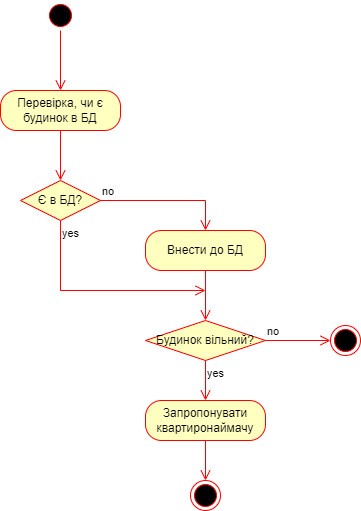 Перевірка, чи є
будинок в БД
Є в БД?
no
yes
Внести до БД
Будинок вільний?
no
yes
Запропонувати
квартиронаймачу